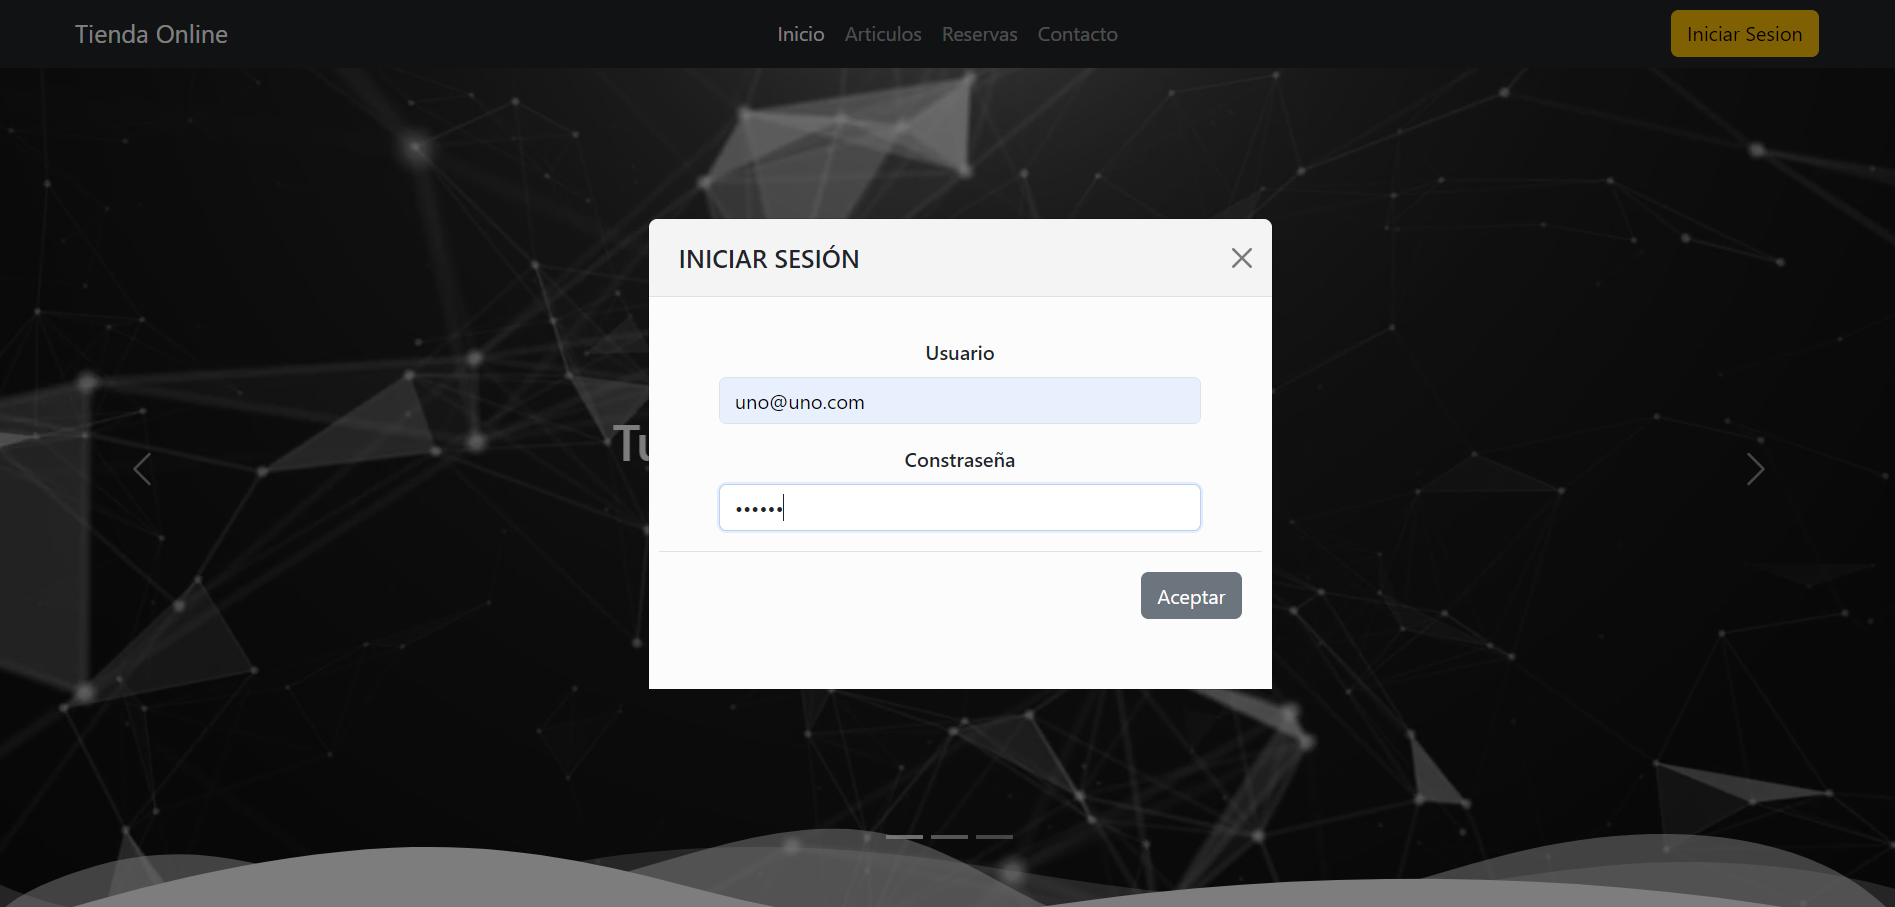 Tienda Online
Inicio Articulos Reservas Contacto
Iniciar Sesion
INICIAR SESIÓN
Usuario
uno@uno.com
Tu
Constraseña
••••••
Aceptar